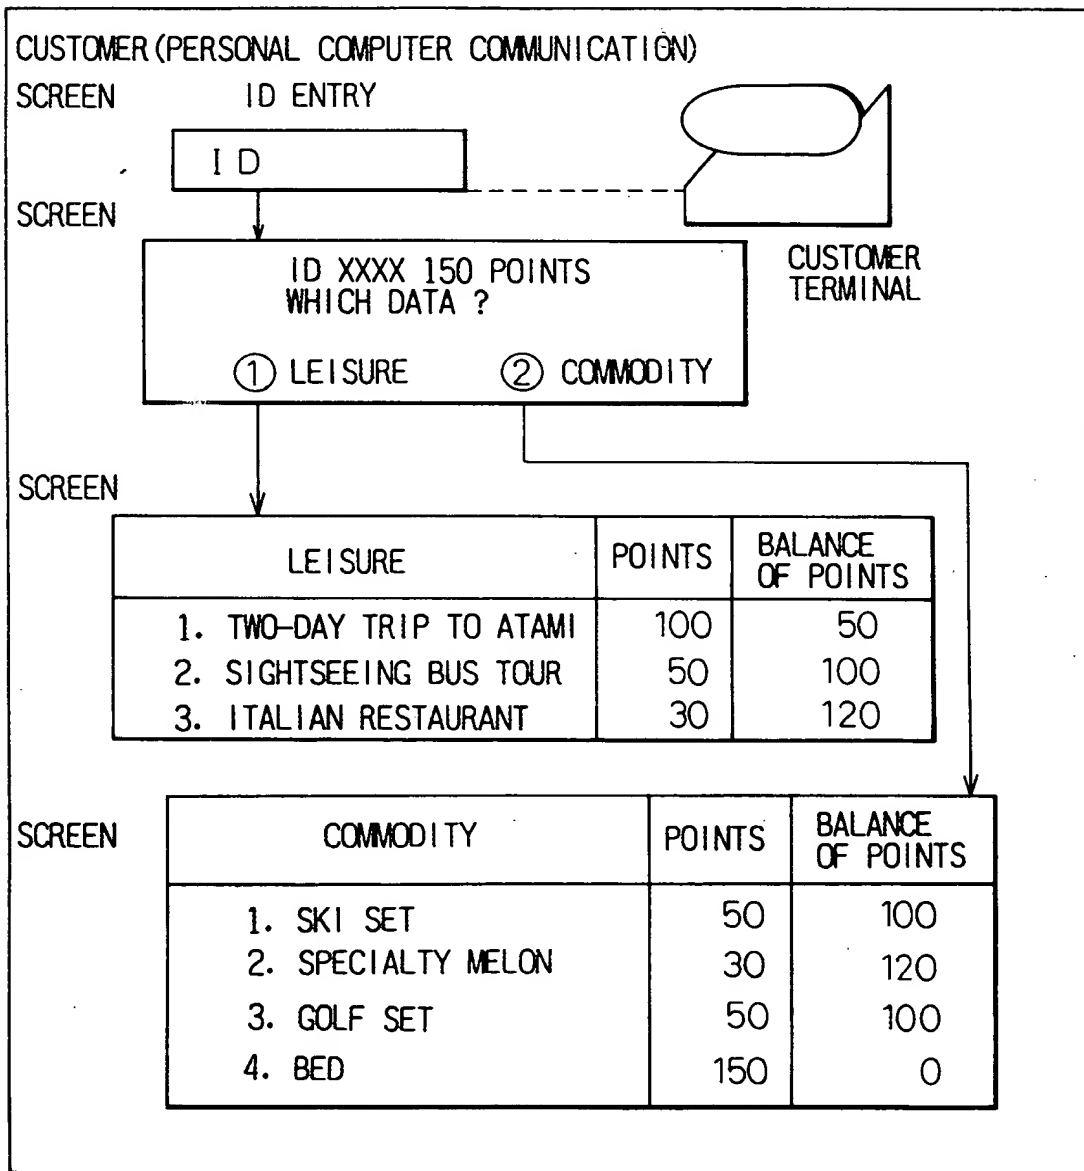 CUSTOMER(PERSONAL COMPUTER COMMUNICATION)
SCREEN ID ENTRY
ID
SCREEN
ID XXXX 150 POINTS
WHICH DATA ?
① LEISURE ② COMMODITY
CUSTOMER
TERMINAL
SCREEN
LEISURE POINTS BALANCE OF POINTS
1. TWO-DAY TRIP TO ATAMI 100 50
2. SIGHTSEEING BUS TOUR 50 100
3. ITALIAN RESTAURANT 30 120
SCREEN
COMMODITY POINTS BALANCE OF POINTS
1. SKI SET 50 100
2. SPECIALTY MELON 30 120
3. GOLF SET 50 100
4. BED 150 0